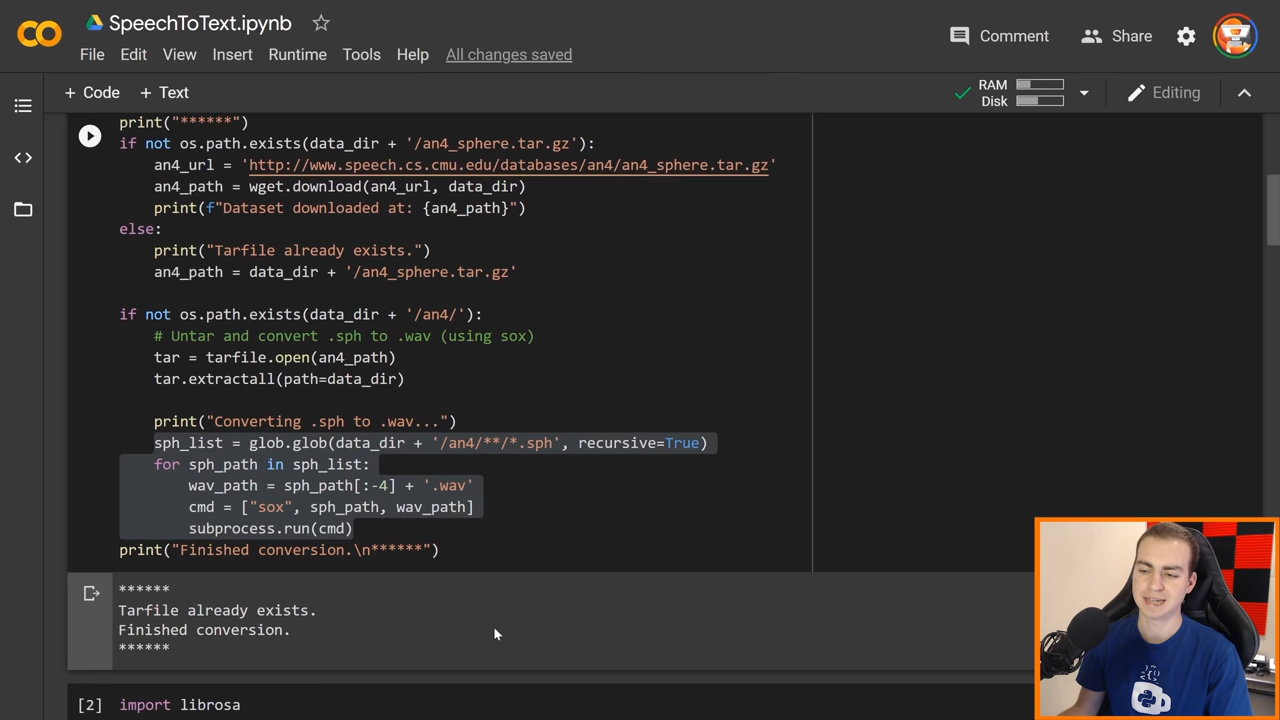 SpeechToText.ipynb
File Edit View Insert Runtime Tools Help All changes saved
Comment Share
+ Code + Text
RAM
Disk
Editing
print("******")
if not os.path.exists(data_dir + '/an4_sphere.tar.gz'):
    an4_url = 'http://www.speech.cs.cmu.edu/databases/an4/an4_sphere.tar.gz'
    an4_path = wget.download(an4_url, data_dir)
    print(f"Dataset downloaded at: {an4_path}")
else:
    print("Tarfile already exists.")
    an4_path = data_dir + '/an4_sphere.tar.gz'
if not os.path.exists(data_dir + '/an4/'):
    # Untar and convert .sph to .wav (using sox)
    tar = tarfile.open(an4_path)
    tar.extractall(path=data_dir)
    print("Converting .sph to .wav...")
    sph_list = glob.glob(data_dir + '/an4/**/*.sph', recursive=True)
    for sph_path in sph_list:
        wav_path = sph_path[:-4] + '.wav'
        cmd = ["sox", sph_path, wav_path]
        subprocess.run(cmd)
print("Finished conversion.\n******")
******
Tarfile already exists.
Finished conversion.
******
[2] import librosa